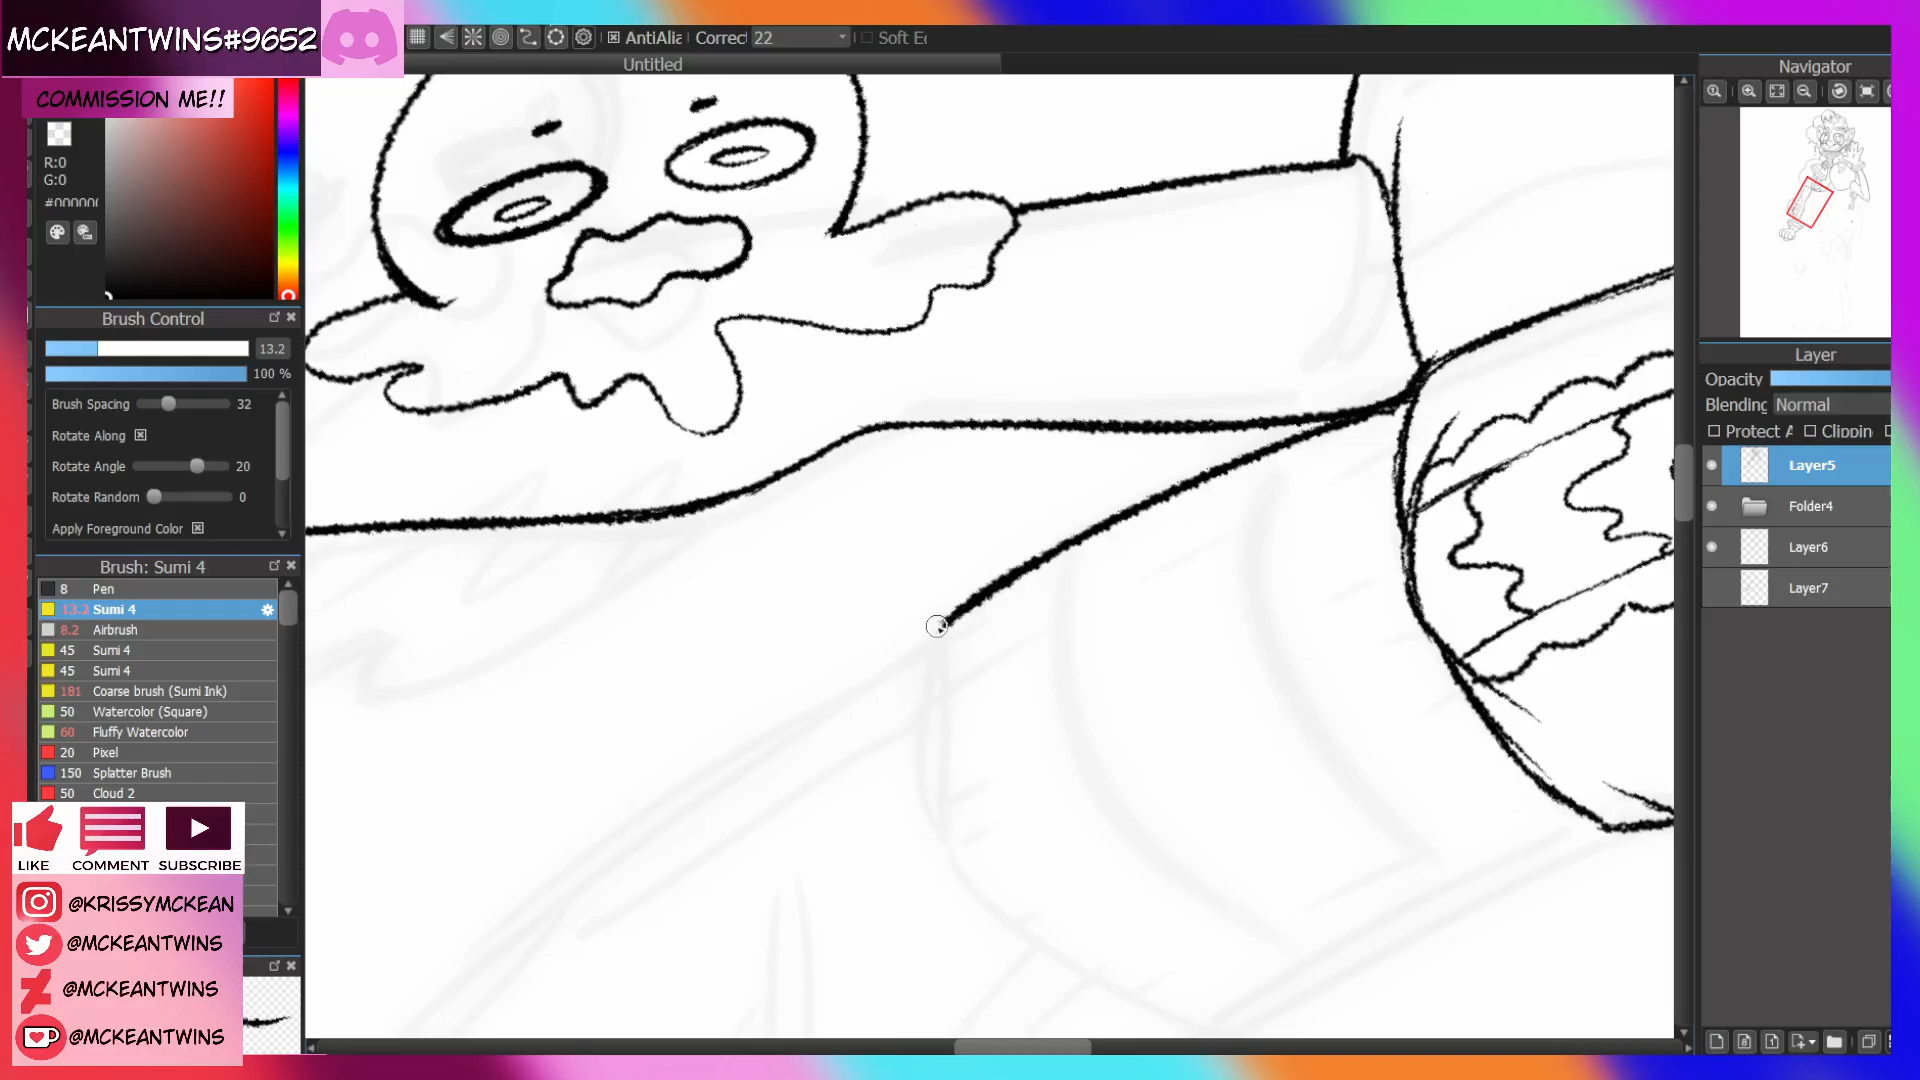 MCKEANTWINS#9652
COMMISSION ME!!
AntiAlia
Correct
22
Soft E
Untitled
Navigator
R:0
G:0
#000000
Brush Control
13.2
100 %
Brush Spacing
32
Rotate Along
Rotate Angle
20
Rotate Random
0
Apply Foreground Color
Brush: Sumi 4
8 Pen
13.2 Sumi 4
8.2 Airbrush
45 Sumi 4
45 Sumi 4
181 Coarse brush (Sumi Ink)
50 Watercolor (Square)
60 Fluffy Watercolor
20 Pixel
150 Splatter Brush
50 Cloud 2
LIKE
COMMENT
SUBSCRIBE
@KRISSYMCKEAN
@MCKEANTWINS
@MCKEANTWINS
@MCKEANTWINS
Layer
Opacity
Blending
Normal
Protect A
Clippin
Layer5
Folder4
Layer6
Layer7